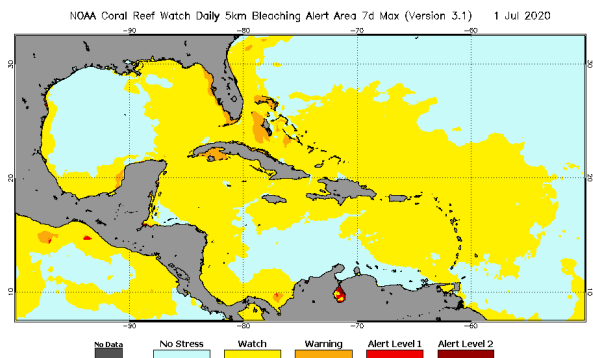 NOAA Coral Reef Watch Daily 5km Bleaching Alert Area 7d Max (Version 3.1) 1 Jul 2020
-90 -80 -70 -60
30 30
20 20
10 10
-90 -80 -70 -60
No Data No Stress Watch Warning Alert Level 1 Alert Level 2